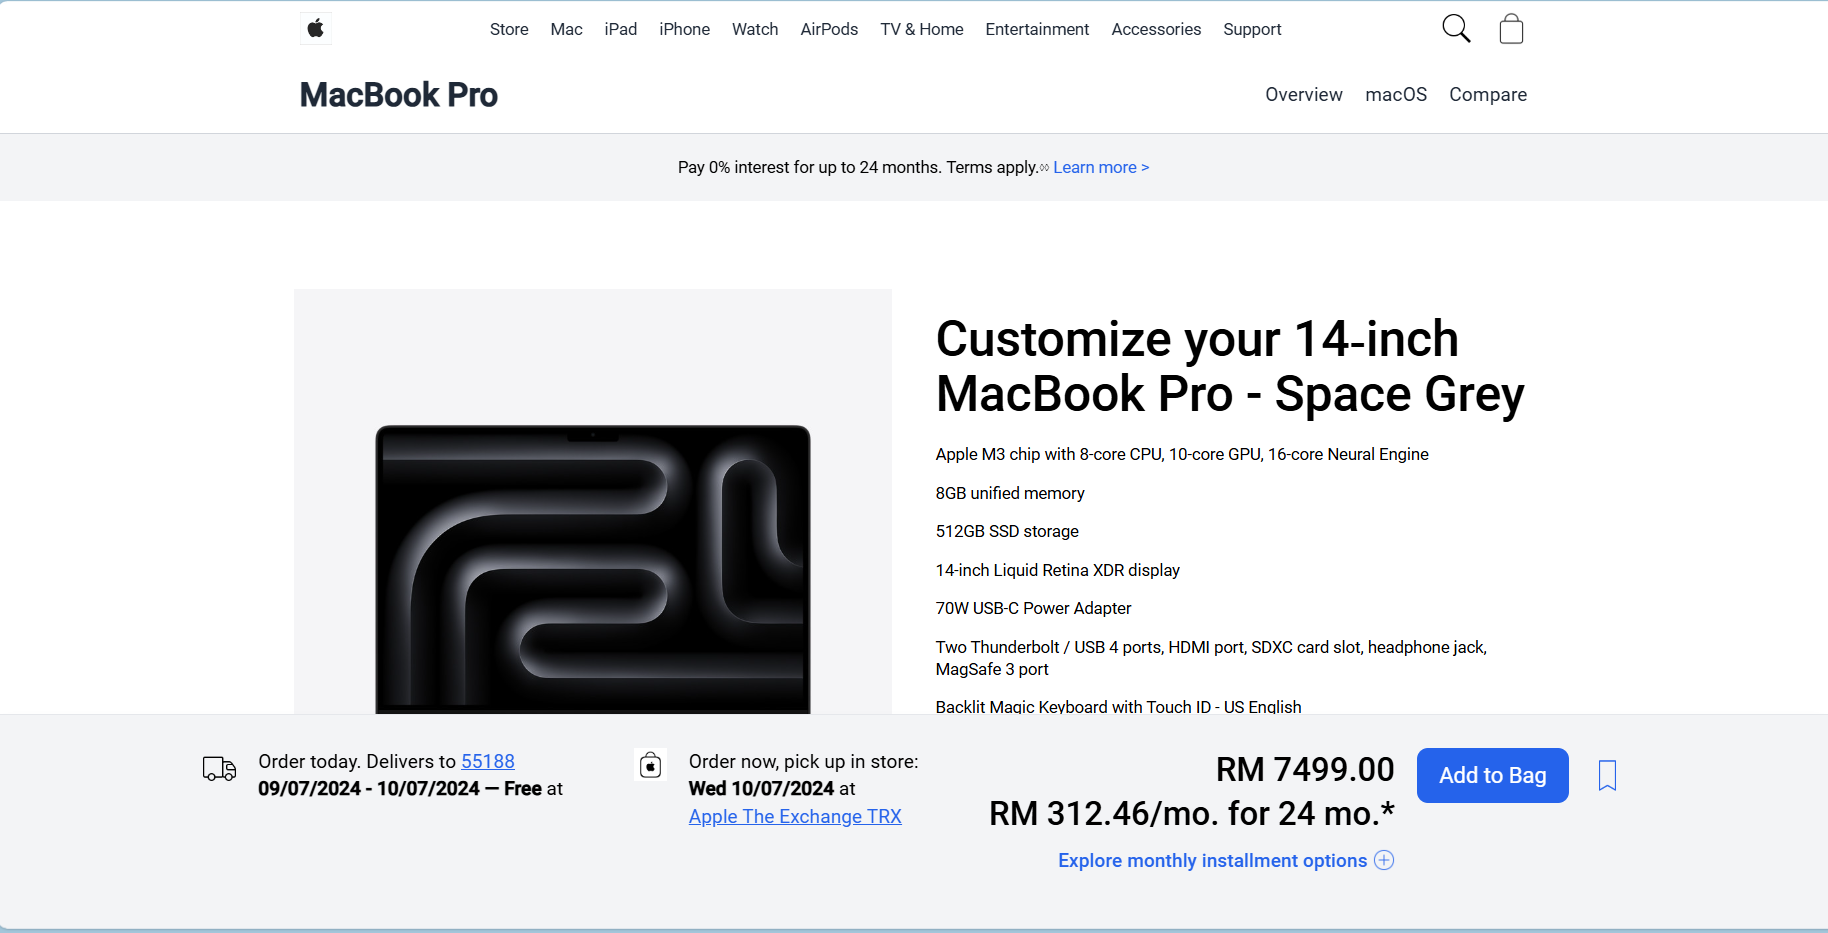 Store Mac iPad iPhone Watch AirPods TV & Home Entertainment Accessories Support
MacBook Pro
Overview macOS Compare
Pay 0% interest for up to 24 months. Terms apply.◊◊ Learn more >
Customize your 14-inch
MacBook Pro - Space Grey
Apple M3 chip with 8-core CPU, 10-core GPU, 16-core Neural Engine
8GB unified memory
512GB SSD storage
14-inch Liquid Retina XDR display
70W USB-C Power Adapter
Two Thunderbolt / USB 4 ports, HDMI port, SDXC card slot, headphone jack,
MagSafe 3 port
Backlit Magic Keyboard with Touch ID - US English
Order today. Delivers to 55188
09/07/2024 - 10/07/2024 — Free at
Order now, pick up in store:
Wed 10/07/2024 at
Apple The Exchange TRX
RM 7499.00
RM 312.46/mo. for 24 mo.*
Explore monthly installment options
Add to Bag